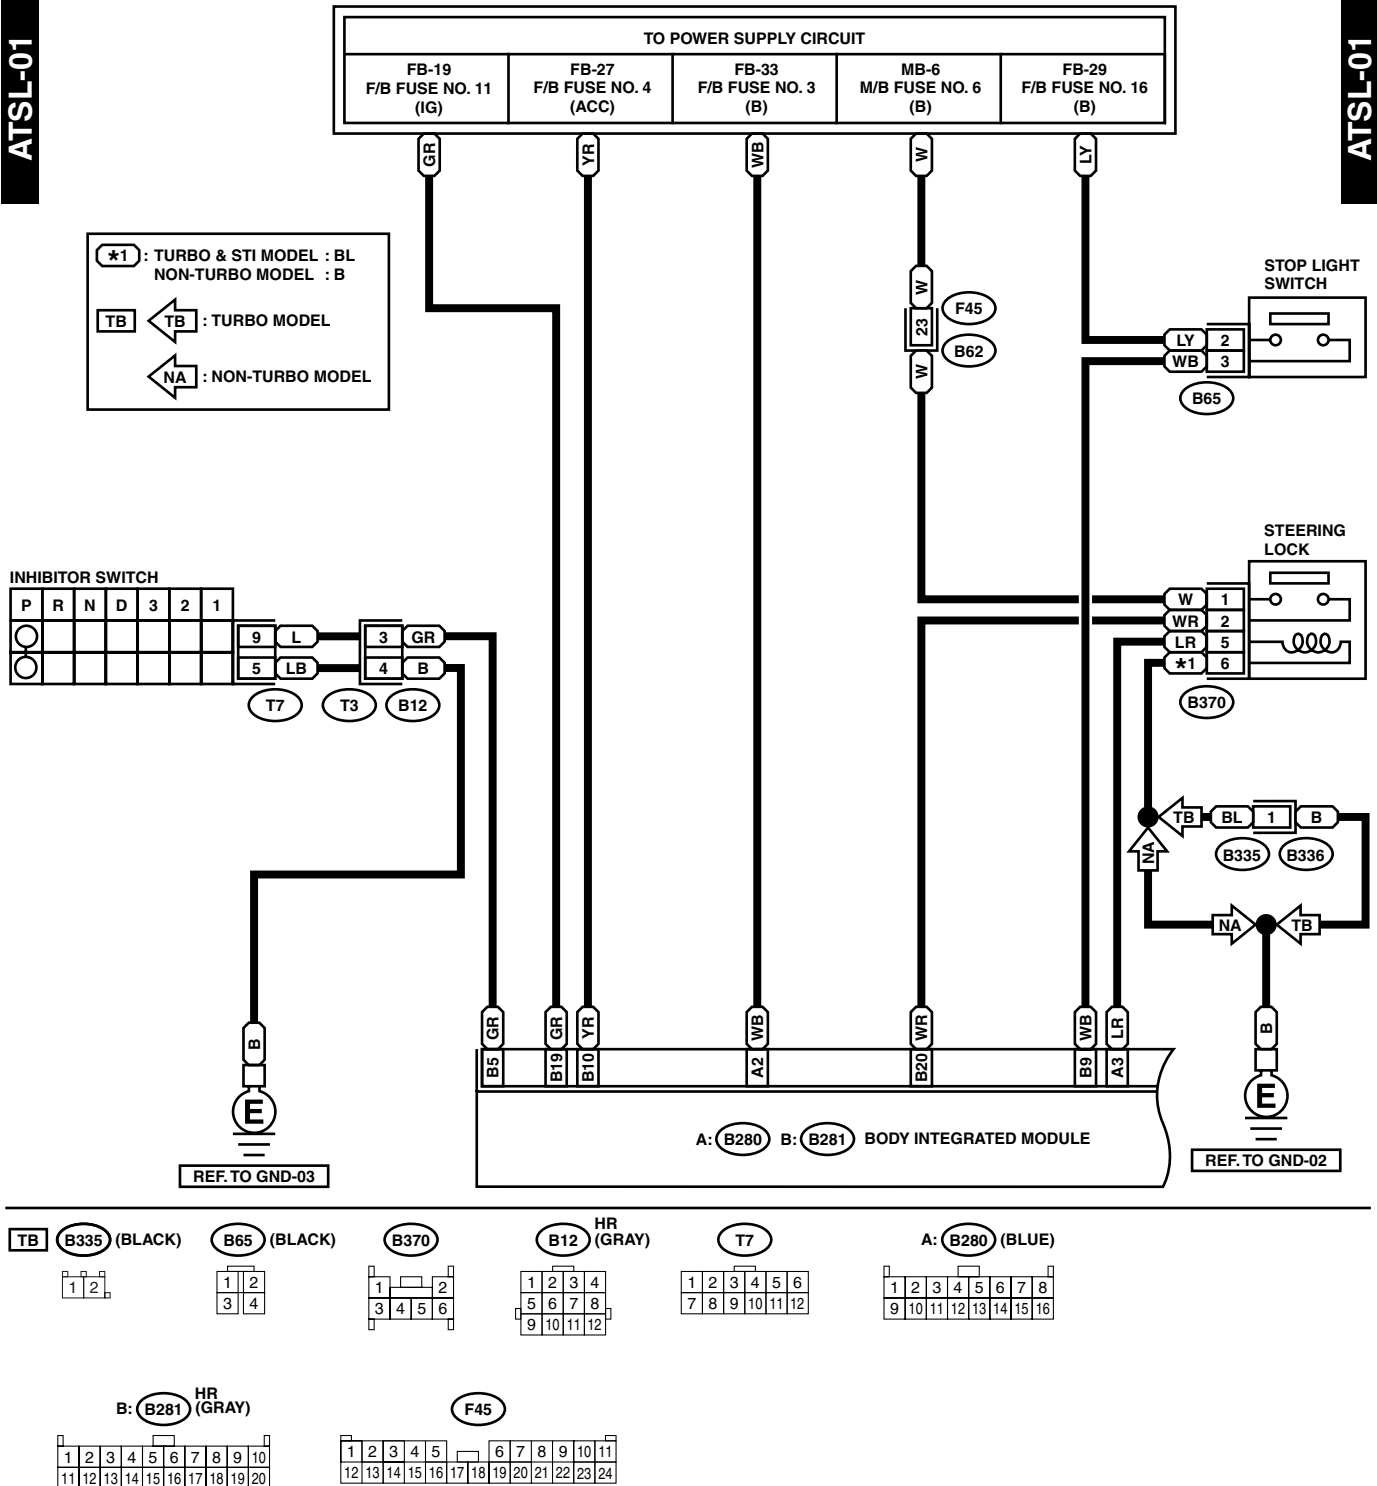 ATSL-01
ATSL-01
TO POWER SUPPLY CIRCUIT
FB-19
F/B FUSE NO. 11
(IG)
FB-27
F/B FUSE NO. 4
(ACC)
FB-33
F/B FUSE NO. 3
(B)
MB-6
M/B FUSE NO. 6
(B)
FB-29
F/B FUSE NO. 16
(B)
GR
YR
WB
W
LY
*1 : TURBO & STI MODEL : BL
NON-TURBO MODEL : B
TB TB : TURBO MODEL
NA : NON-TURBO MODEL
W
23
W
F45
B62
STOP LIGHT
SWITCH
LY 2
WB 3
B65
STEERING
LOCK
W 1
WR 2
LR 5
*1 6
B370
INHIBITOR SWITCH
P R N D 3 2 1
9 L 3 GR
5 LB 4 B
T7 T3 B12
TB BL 1 B
NA
B335 B336
NA TB
B
E
REF. TO GND-03
GR GR YR WB WR WB LR
B5 B19 B10 A2 B20 B9 A3
A: B280 B: B281 BODY INTEGRATED MODULE
B
E
REF. TO GND-02
TB B335 (BLACK)
1 2
B65 (BLACK)
1 2
3 4
B370
1 2
3 4 5 6
B12 HR
(GRAY)
1 2 3 4
5 6 7 8
9 10 11 12
T7
1 2 3 4 5 6
7 8 9 10 11 12
A: B280 (BLUE)
1 2 3 4 5 6 7 8
9 10 11 12 13 14 15 16
B: B281 HR
(GRAY)
1 2 3 4 5 6 7 8 9 10
11 12 13 14 15 16 17 18 19 20
F45
1 2 3 4 5 6 7 8 9 10 11
12 13 14 15 16 17 18 19 20 21 22 23 24